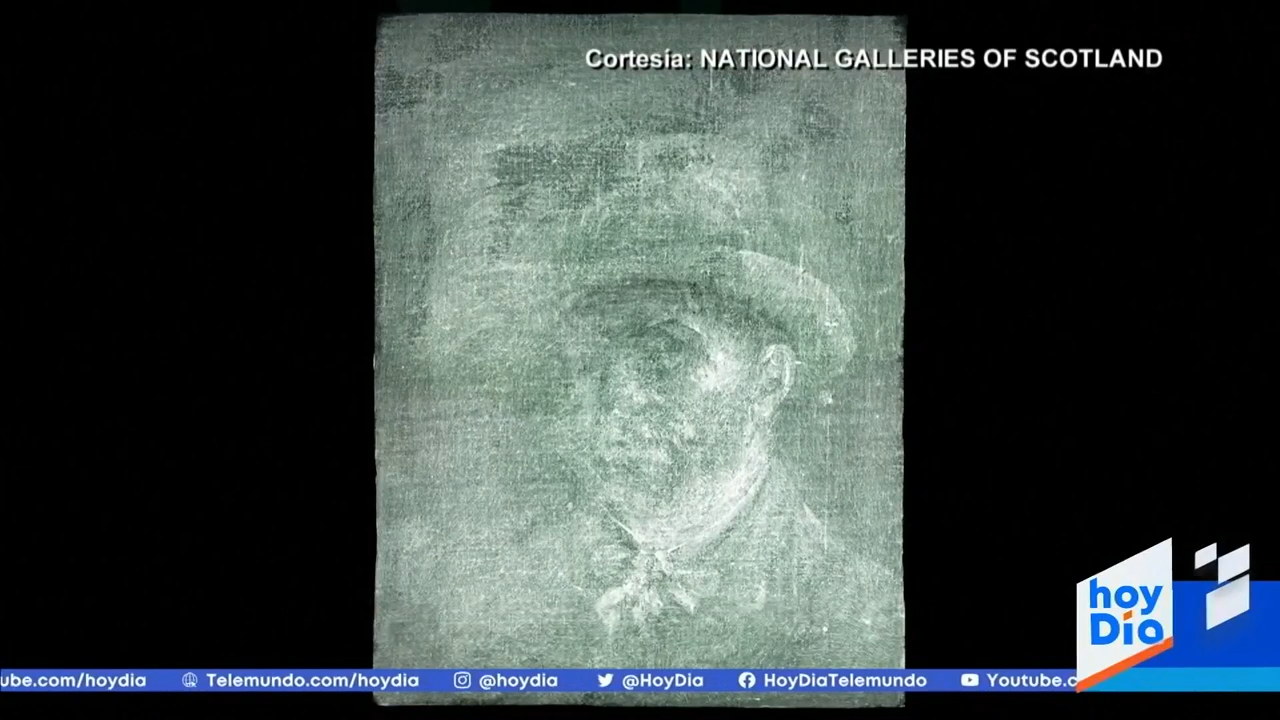 Cortesía: NATIONAL GALLERIES OF SCOTLAND
hoy
Día
ube.com/hoydia Telemundo.com/hoydia @hoydia @HoyDia HoyDiaTelemundo Youtube.c